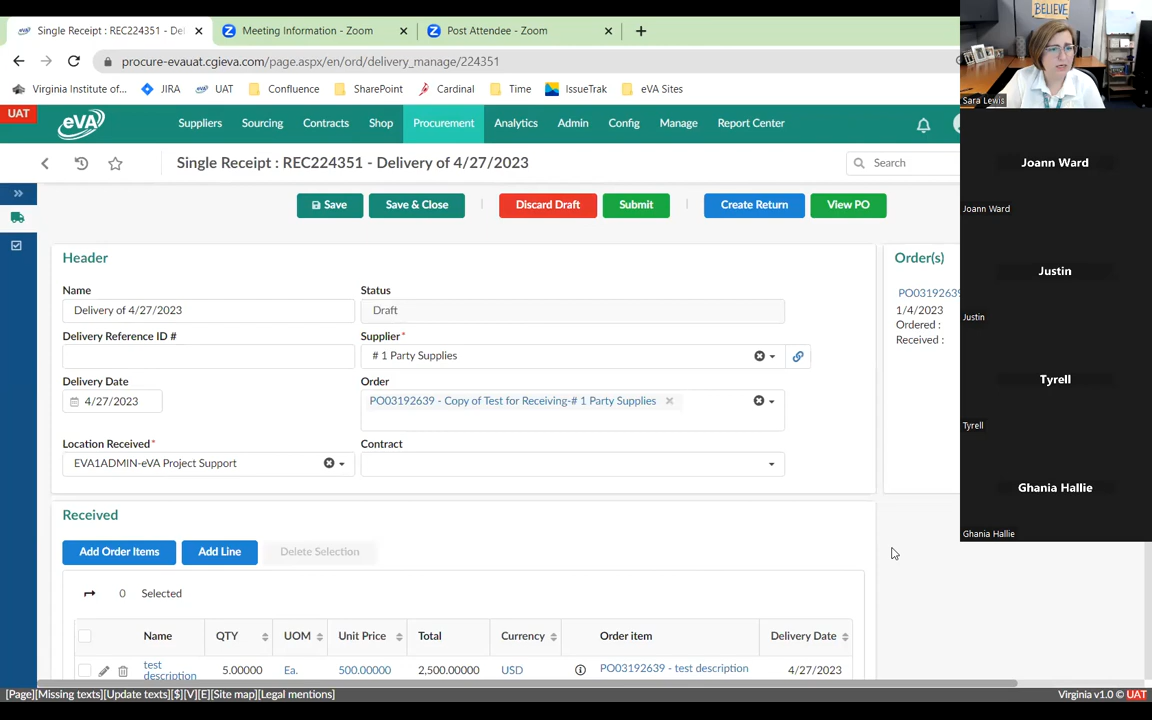 Single Receipt : REC224351 - Del
Meeting Information - Zoom
Post Attendee - Zoom
procure-evauat.cgieva.com/page.aspx/en/ord/delivery_manage/224351
Virginia Institute of...
JIRA
UAT
Confluence
SharePoint
Cardinal
Time
IssueTrak
eVA Sites
BELIEVE
Sara Lewis
UAT
eVA
Suppliers
Sourcing
Contracts
Shop
Procurement
Analytics
Admin
Config
Manage
Report Center
Single Receipt : REC224351 - Delivery of 4/27/2023
Search
Save
Save & Close
Discard Draft
Submit
Create Return
View PO
Header
Name
Delivery of 4/27/2023
Status
Draft
Delivery Reference ID #
Supplier*
# 1 Party Supplies
Delivery Date
4/27/2023
Order
PO03192639 - Copy of Test for Receiving-# 1 Party Supplies
Location Received*
EVA1ADMIN-eVA Project Support
Contract
Order(s)
PO03192639
1/4/2023
Ordered :
Received :
Joann Ward
Joann Ward
Justin
Justin
Tyrell
Tyrell
Ghania Hallie
Ghania Hallie
Received
Add Order Items
Add Line
Delete Selection
0 Selected
Name QTY UOM Unit Price Total Currency Order item Delivery Date
test description 5.00000 Ea. 500.00000 2,500.00000 USD PO03192639 - test description 4/27/2023
[Page][Missing texts][Update texts][$][V][E][Site map][Legal mentions]
Virginia v1.0 © UAT